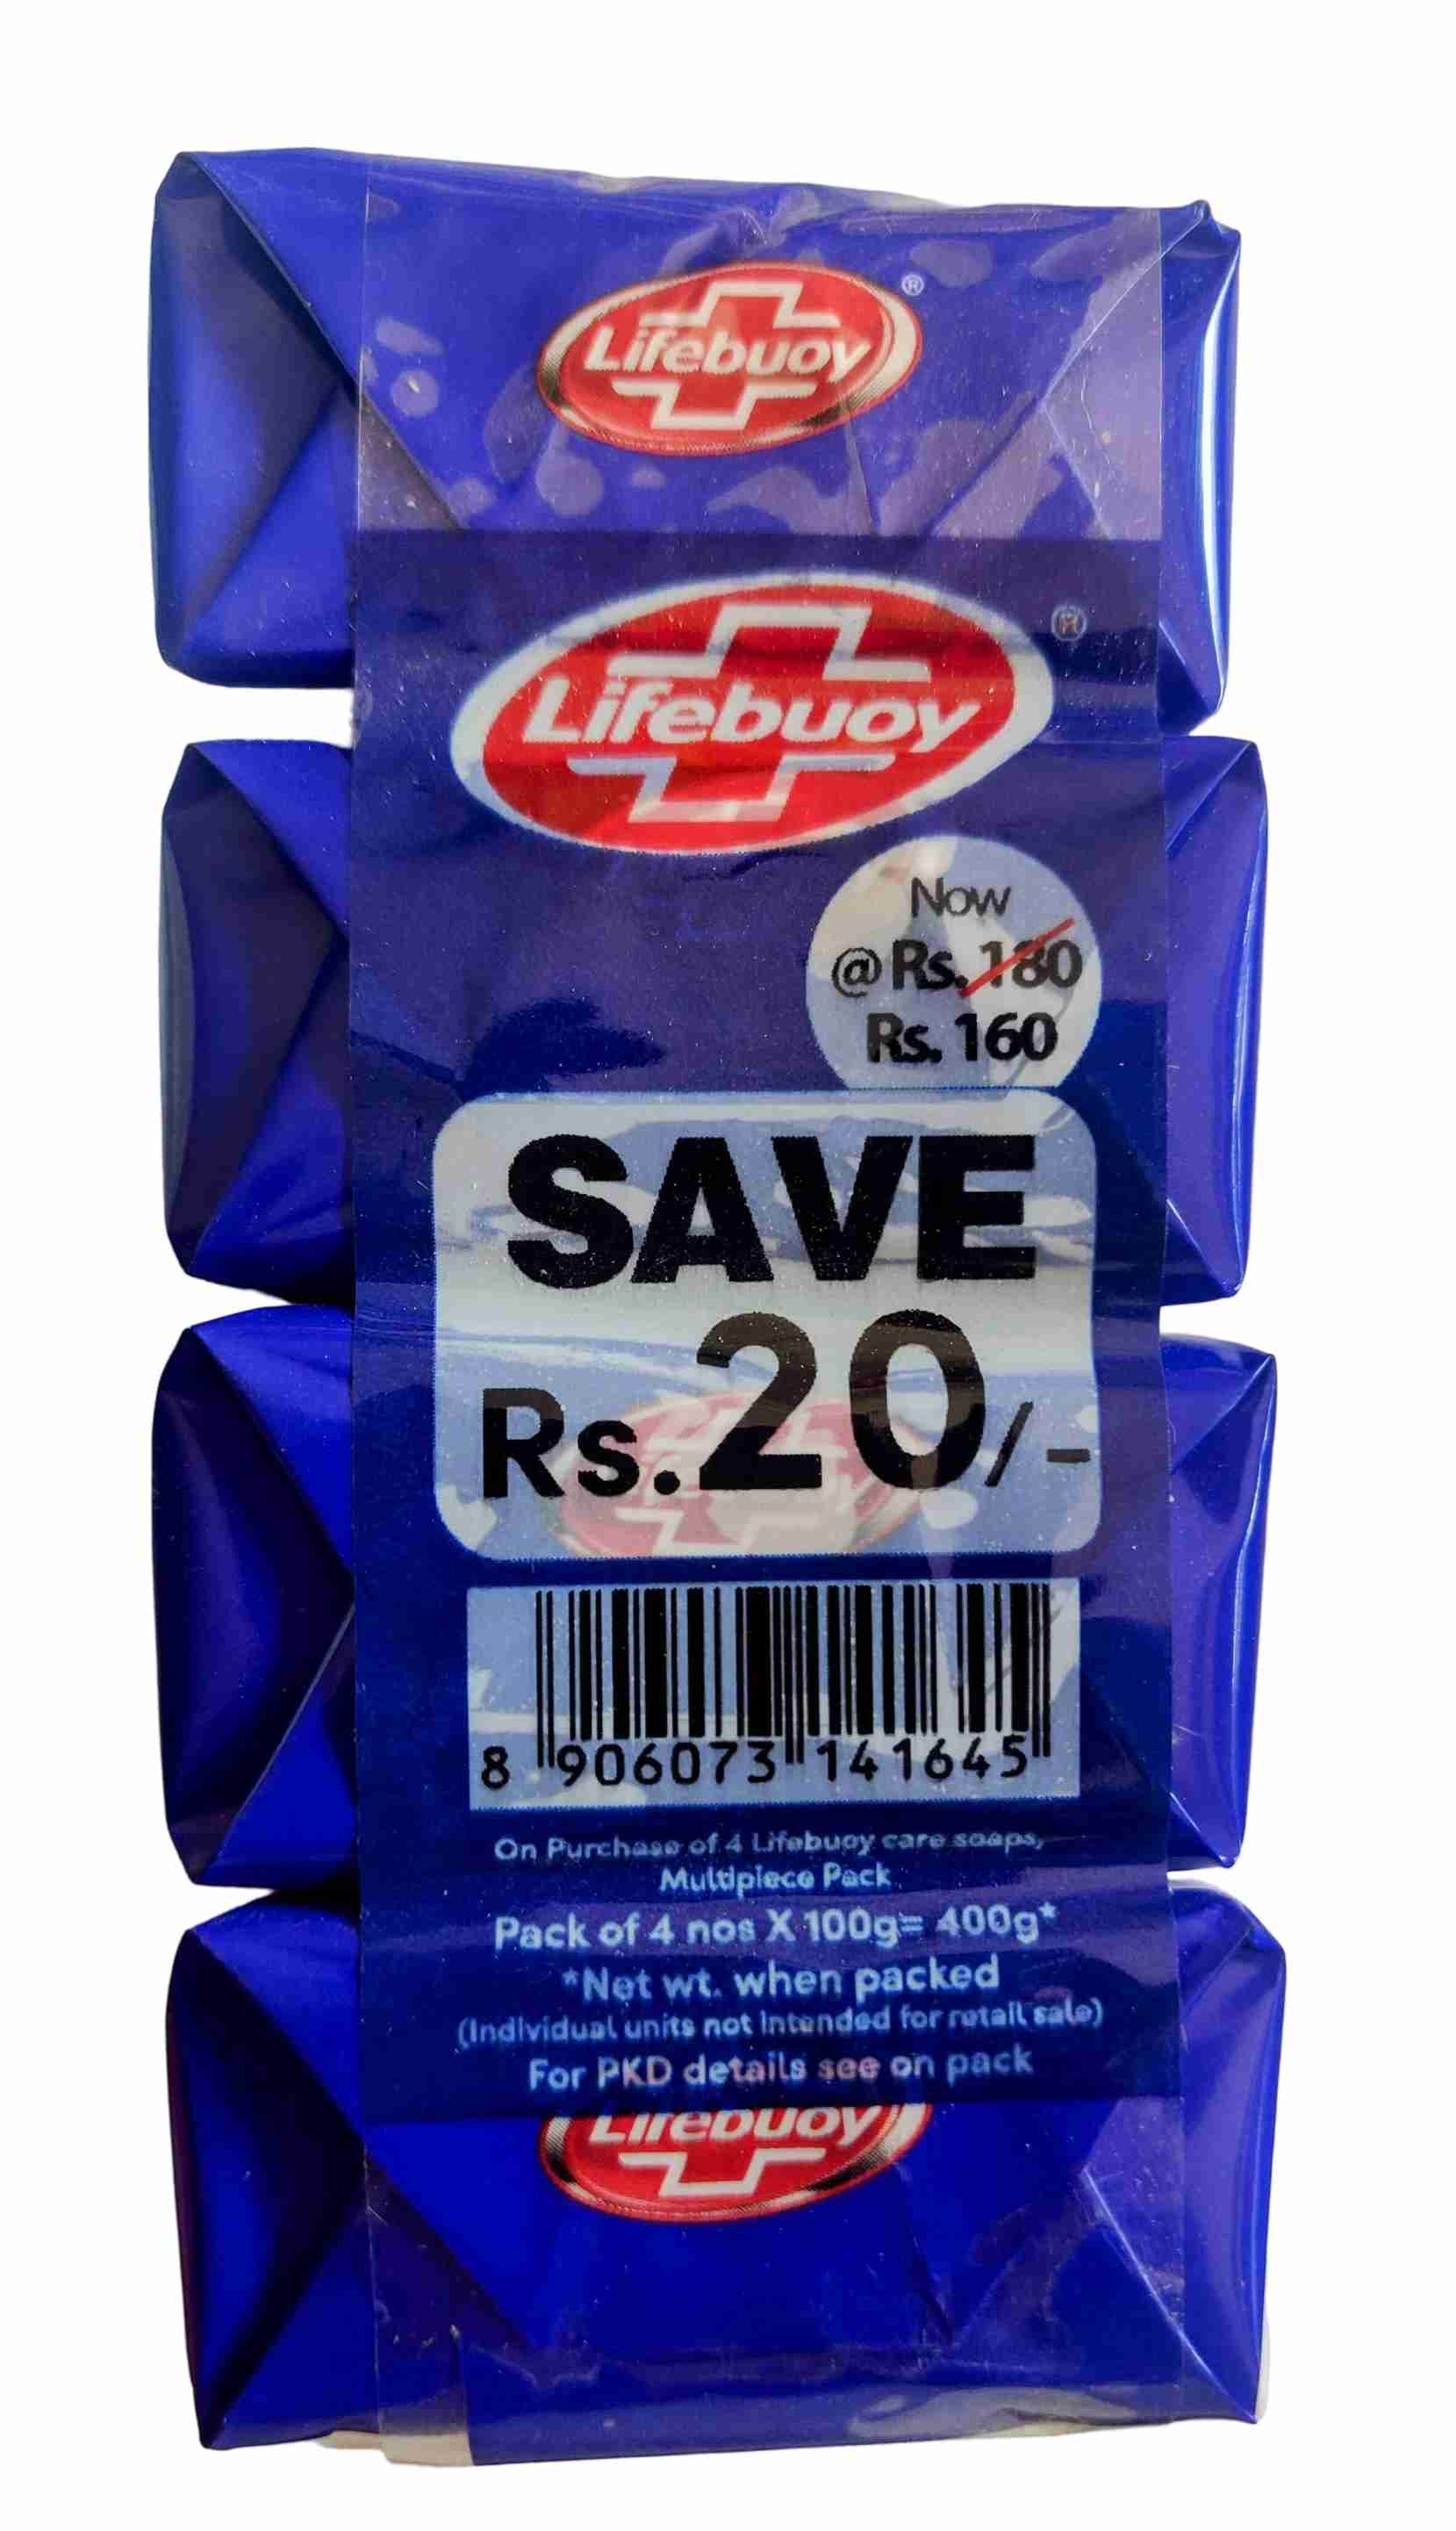 Lifebuoy®
Lifebuoy®
Now
@ Rs. 180
Rs. 160
SAVE
Rs.20/-
Lifebuoy
8 906073 141645
On Purchase of 4 Lifebuoy care soaps,
Multipiece Pack
Pack of 4 nos X 100g= 400g*
*Net wt. when packed
(Individual units not intended for retail sale)
For PKD details see on pack
Lifebuoy